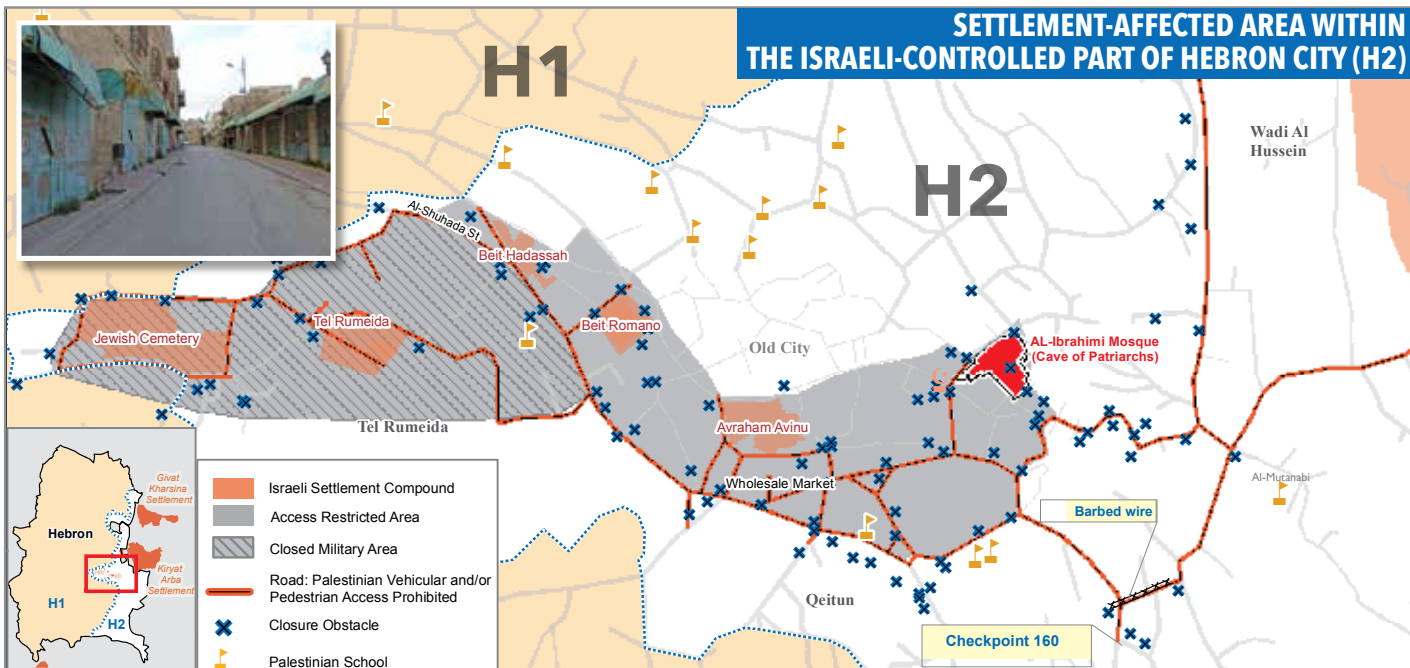 SETTLEMENT-AFFECTED AREA WITHIN
THE ISRAELI-CONTROLLED PART OF HEBRON CITY (H2)
H1
H2
Wadi Al
Hussein
Al-Shuhada St.
Beit Hadassah
Tel Rumeida
Jewish Cemetery
Beit Romano
Old City
AL-Ibrahimi Mosque
(Cave of Patriarchs)
Tel Rumeida
Avraham Avinu
Wholesale Market
Al-Mutanabi
Barbed wire
Qeitun
Checkpoint 160
Givat
Kharsina
Settlement
Hebron
Kiryat
Arba
Settlement
H1
H2
Israeli Settlement Compound
Access Restricted Area
Closed Military Area
Road: Palestinian Vehicular and/or
Pedestrian Access Prohibited
Closure Obstacle
Palestinian School